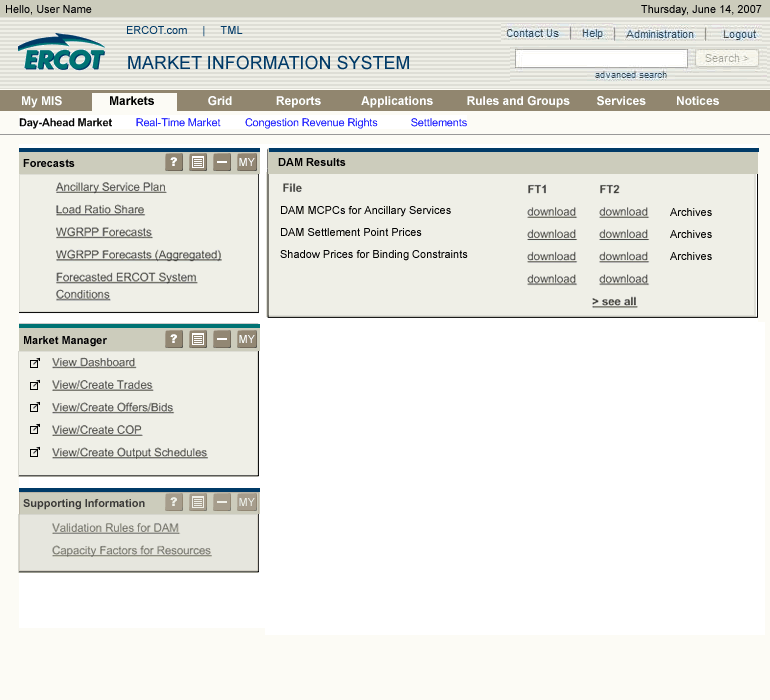 Hello, User Name
Thursday, June 14, 2007
ERCOT
ERCOT.com | TML
Contact Us | Help | Administration | Logout
MARKET INFORMATION SYSTEM
Search >
advanced search
My MIS Markets Grid Reports Applications Rules and Groups Services Notices
Day-Ahead Market Real-Time Market Congestion Revenue Rights Settlements
Forecasts ? MY
Ancillary Service Plan
Load Ratio Share
WGRPP Forecasts
WGRPP Forecasts (Aggregated)
Forecasted ERCOT System
Conditions
Market Manager ? MY
View Dashboard
View/Create Trades
View/Create Offers/Bids
View/Create COP
View/Create Output Schedules
Supporting Information ? MY
Validation Rules for DAM
Capacity Factors for Resources
DAM Results
File FT1 FT2
DAM MCPCs for Ancillary Services download download Archives
DAM Settlement Point Prices download download Archives
Shadow Prices for Binding Constraints download download Archives
download download
> see all